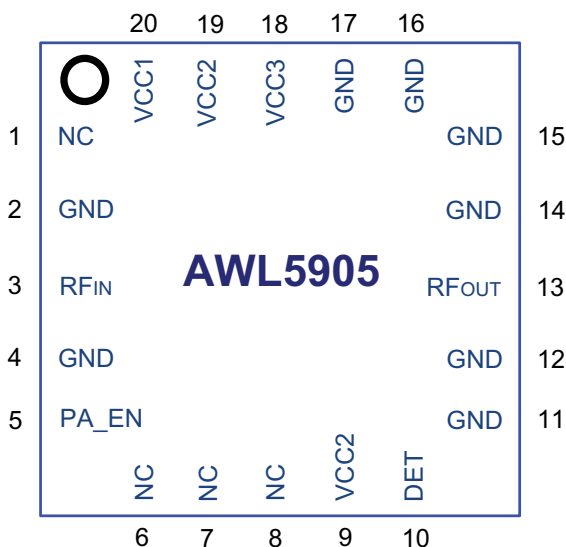 20 19 18 17 16
VCC1 VCC2 VCC3 GND GND
1 NC GND 15
2 GND GND 14
3 RFIN AWL5905 RFOUT 13
4 GND GND 12
5 PA_EN GND 11
NC NC NC VCC2 DET
6 7 8 9 10